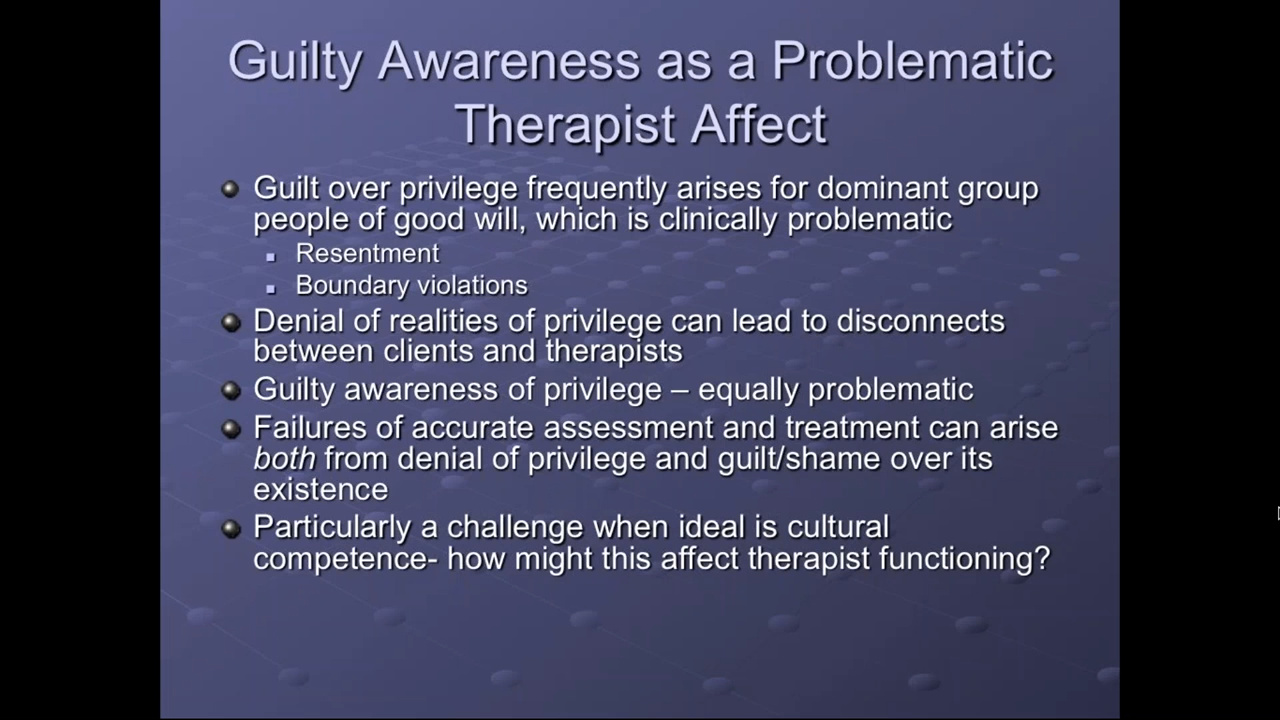 Guilty Awareness as a Problematic
Therapist Affect
Guilt over privilege frequently arises for dominant group
people of good will, which is clinically problematic
Resentment
Boundary violations
Denial of realities of privilege can lead to disconnects
between clients and therapists
Guilty awareness of privilege – equally problematic
Failures of accurate assessment and treatment can arise
both from denial of privilege and guilt/shame over its
existence
Particularly a challenge when ideal is cultural
competence- how might this affect therapist functioning?